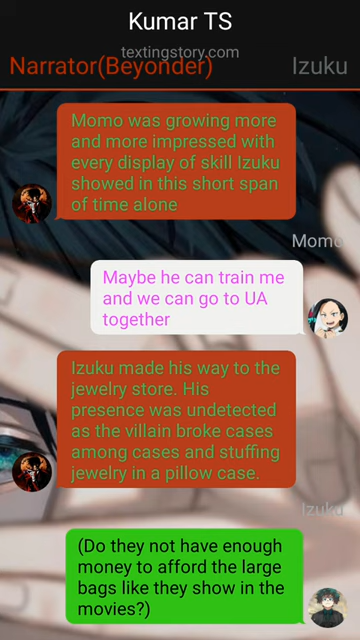 Kumar TS
textingstory.com
Narrator(Beyonder)
Izuku
Momo was growing more
and more impressed with
every display of skill Izuku
showed in this short span
of time alone
Momo
Maybe he can train me
and we can go to UA
together
Izuku made his way to the
jewelry store. His
presence was undetected
as the villain broke cases
among cases and stuffing
jewelry in a pillow case.
Izuku
(Do they not have enough
money to afford the large
bags like they show in the
movies?)